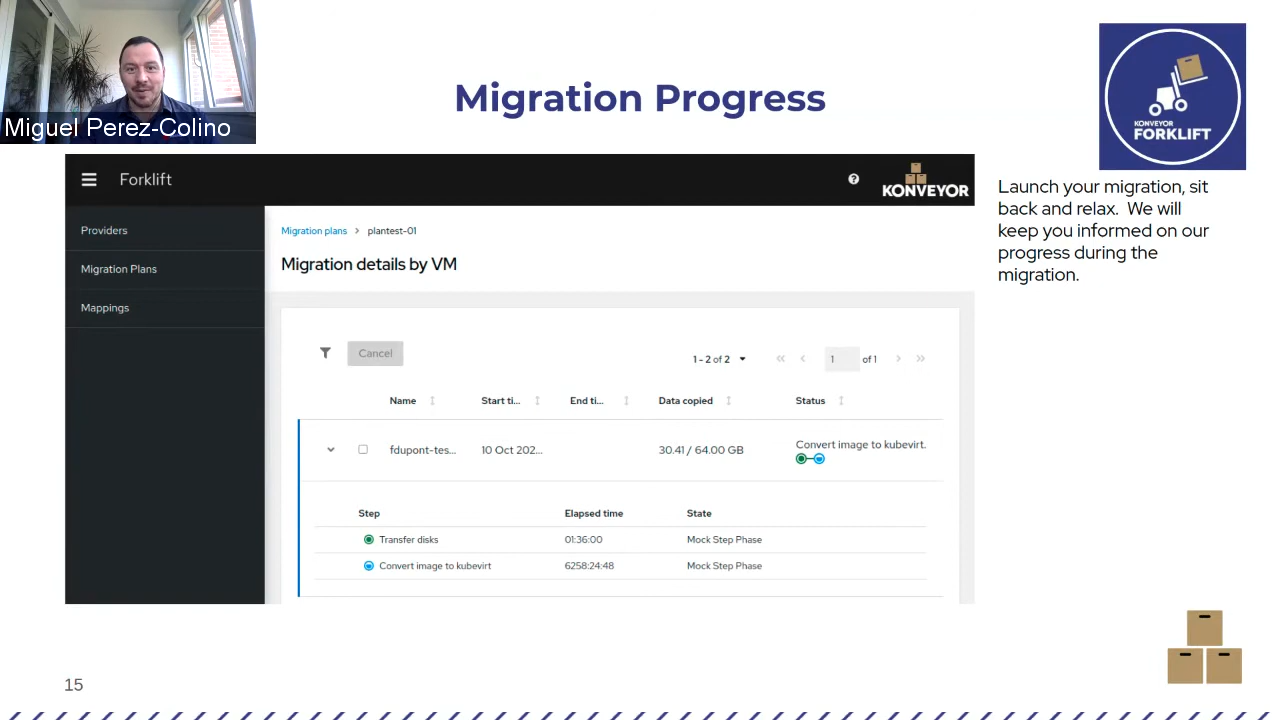 Miguel Perez-Colino
Migration Progress
KONVEYOR
FORKLIFT
Forklift
KONVEYOR
Providers
Migration Plans
Mappings
Migration plans > plantest-01
Migration details by VM
Cancel
1 - 2 of 2
1 of 1
Name Start ti... End ti... Data copied Status
fdupont-tes... 10 Oct 202... 30.41 / 64.00 GB Convert image to kubevirt.
Step Elapsed time State
Transfer disks 01:36:00 Mock Step Phase
Convert image to kubevirt 6258:24:48 Mock Step Phase
Launch your migration, sit
back and relax. We will
keep you informed on our
progress during the
migration.
15